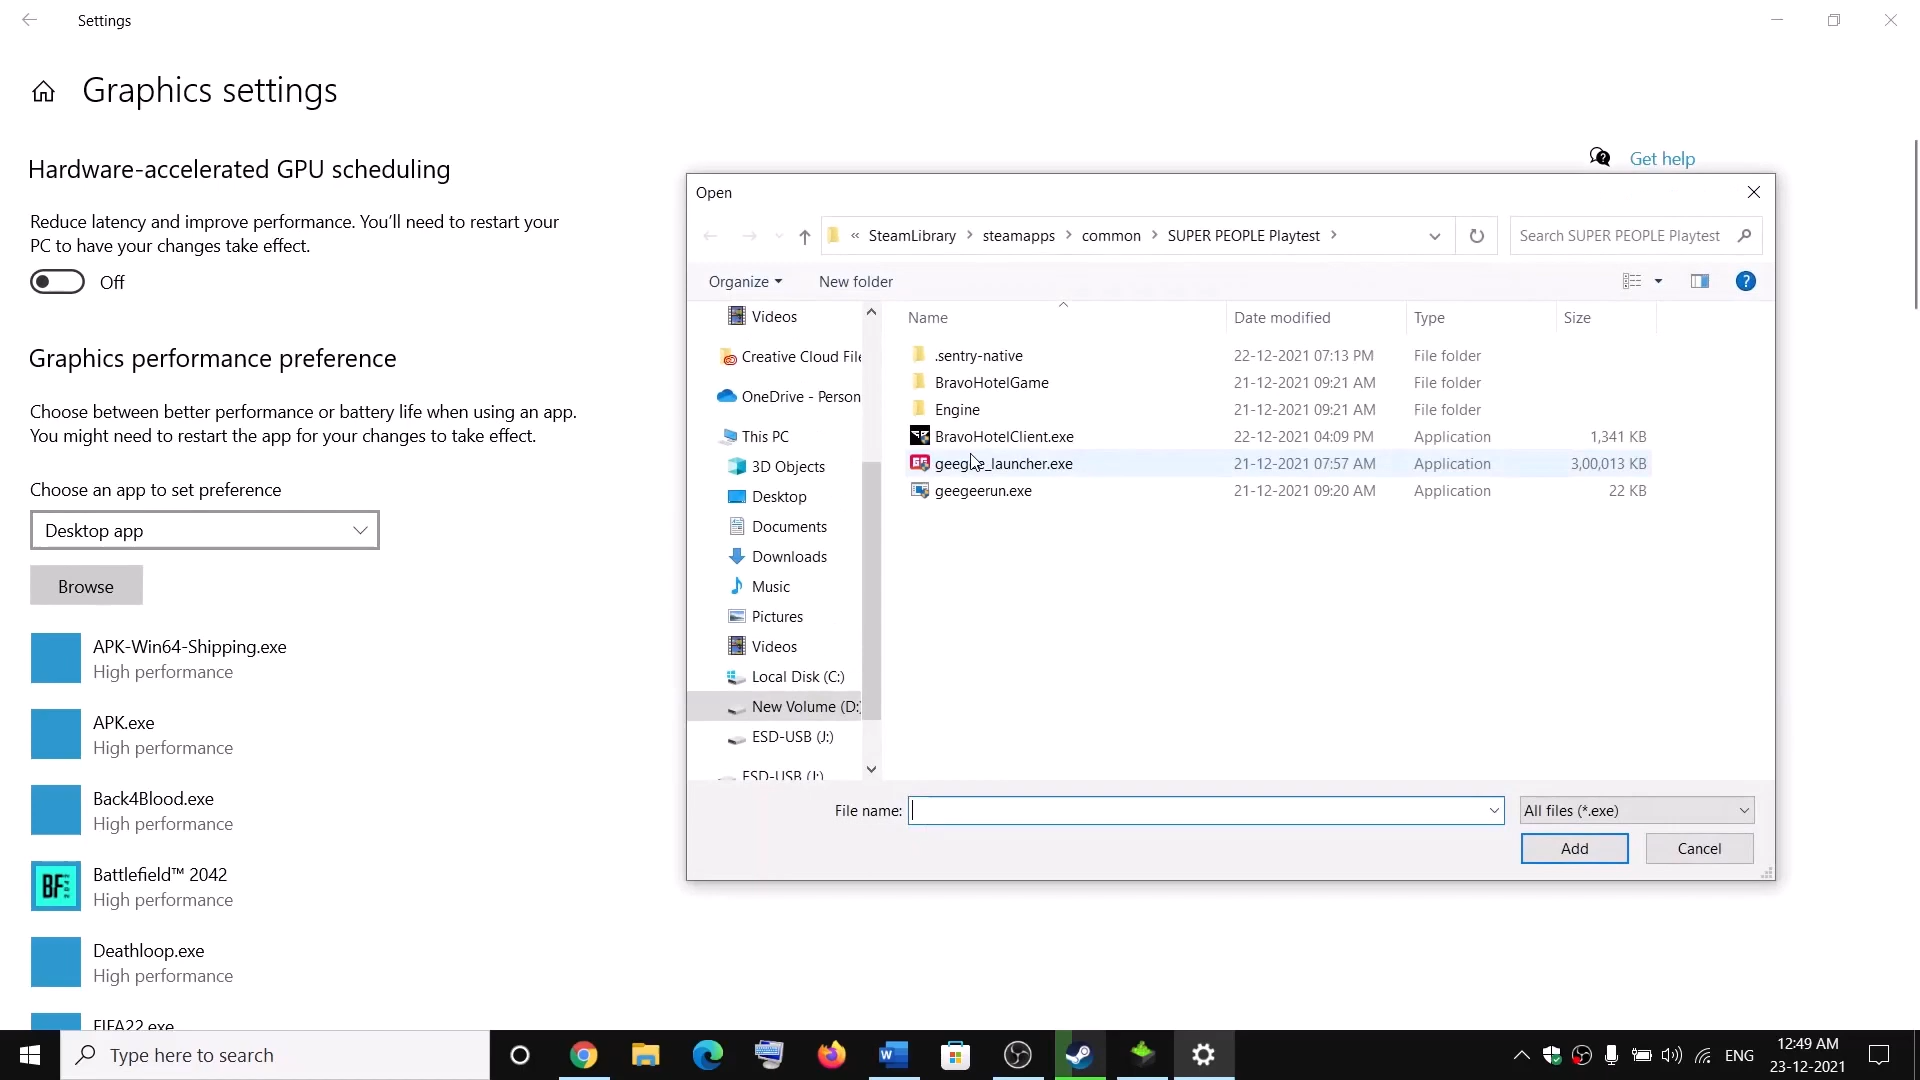 Settings
Graphics settings
Hardware-accelerated GPU scheduling
Reduce latency and improve performance. You'll need to restart your
PC to have your changes take effect.
Off
Graphics performance preference
Choose between better performance or battery life when using an app.
You might need to restart the app for your changes to take effect.
Choose an app to set preference
Desktop app
Browse
APK-Win64-Shipping.exe
High performance
APK.exe
High performance
Back4Blood.exe
High performance
BF 2042
Battlefield™ 2042
High performance
Deathloop.exe
High performance
FIFA22.exe
Get help
Open
« SteamLibrary > steamapps > common > SUPER PEOPLE Playtest >
Search SUPER PEOPLE Playtest
Organize
New folder
Videos
Creative Cloud File
OneDrive - Person
This PC
3D Objects
Desktop
Documents
Downloads
Music
Pictures
Videos
Local Disk (C:)
New Volume (D:)
ESD-USB (J:)
ESD-USB (J:)
Name Date modified Type Size
.sentry-native 22-12-2021 07:13 PM File folder
BravoHotelGame 21-12-2021 09:21 AM File folder
Engine 21-12-2021 09:21 AM File folder
BravoHotelClient.exe 22-12-2021 04:09 PM Application 1,341 KB
geegee_launcher.exe 21-12-2021 07:57 AM Application 3,00,013 KB
geegeerun.exe 21-12-2021 09:20 AM Application 22 KB
File name:
All files (*.exe)
Add
Cancel
Type here to search
ENG
12:49 AM
23-12-2021